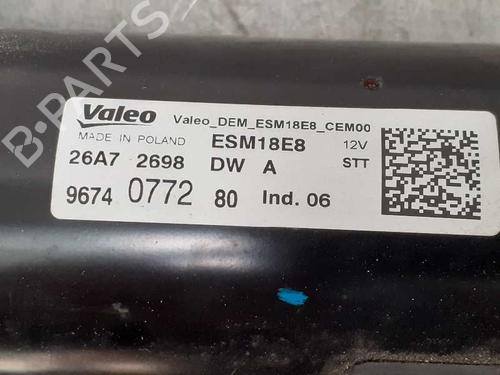 Valeo Valeo_DEM_ESM18E8_CEM00
MADE IN POLAND ESM18E8 12V
26A7 2698 DW A STT
9674 0772 80 Ind. 06
B-PARTS